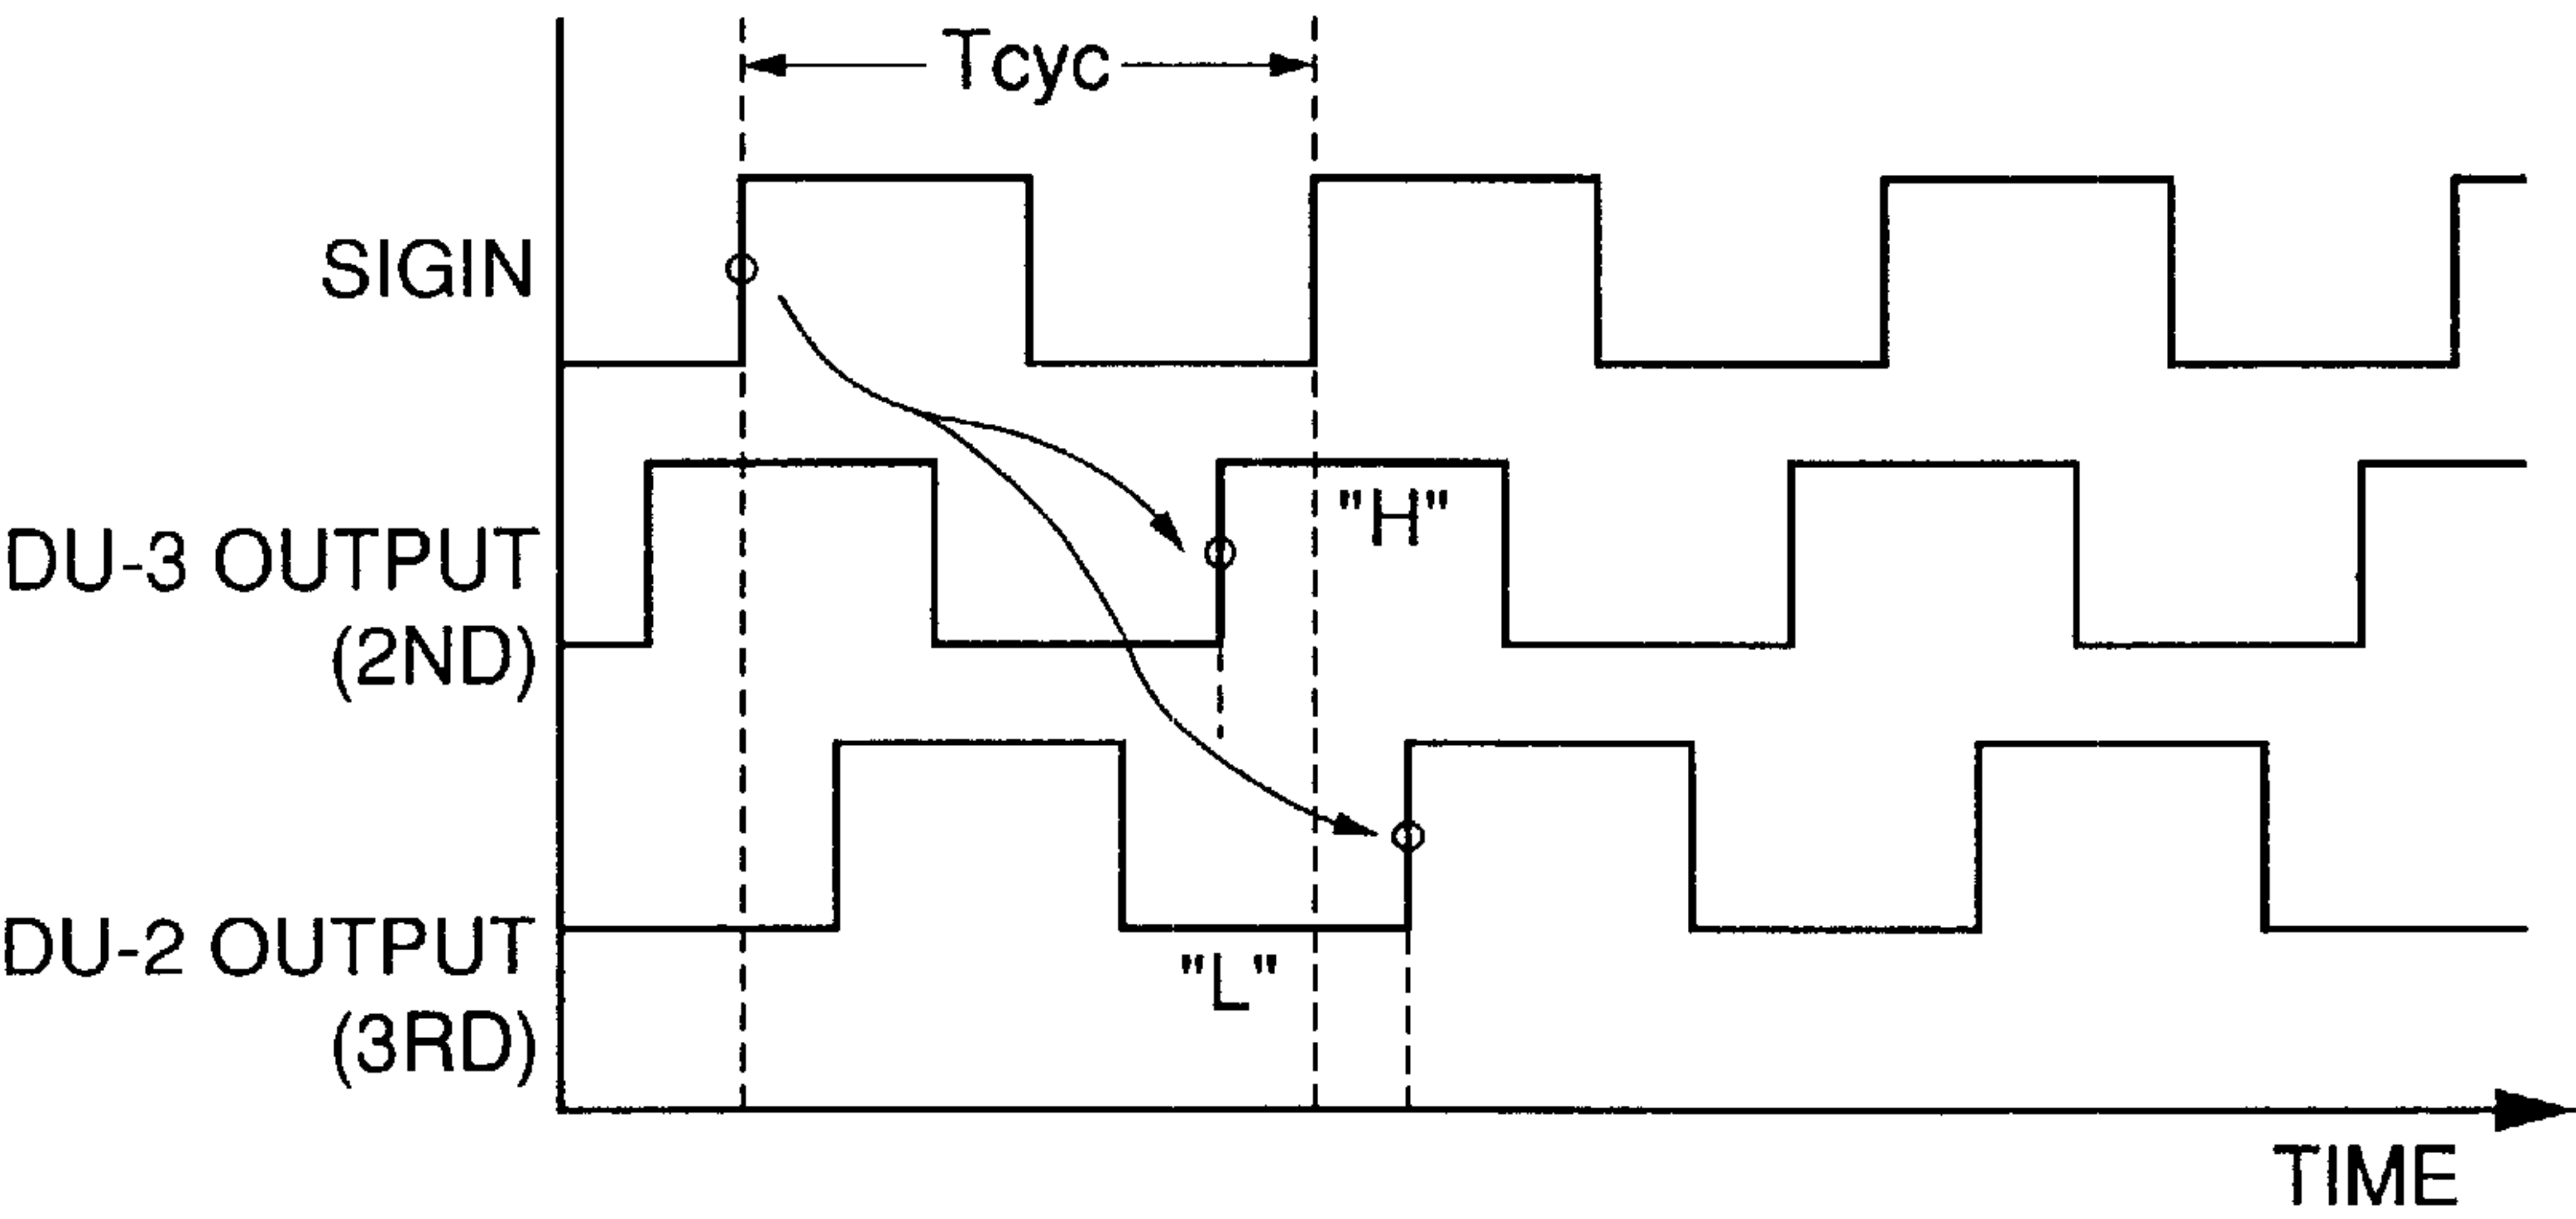 Tcyc
SIGIN
DU-3 OUTPUT
(2ND)
"H"
DU-2 OUTPUT
(3RD)
"L"
TIME